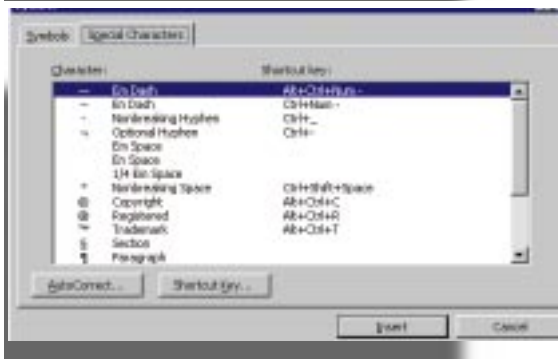 Symbols Special Characters
Character: Shortcut key:
— Em Dash Alt+Ctrl+Num -
– En Dash Ctrl+Num -
- Nonbreaking Hyphen Ctrl+_
¬ Optional Hyphen Ctrl+-
Em Space
En Space
1/4 Em Space
° Nonbreaking Space Ctrl+Shift+Space
© Copyright Alt+Ctrl+C
® Registered Alt+Ctrl+R
™ Trademark Alt+Ctrl+T
§ Section
¶ Paragraph
AutoCorrect... Shortcut Key...
Insert Cancel